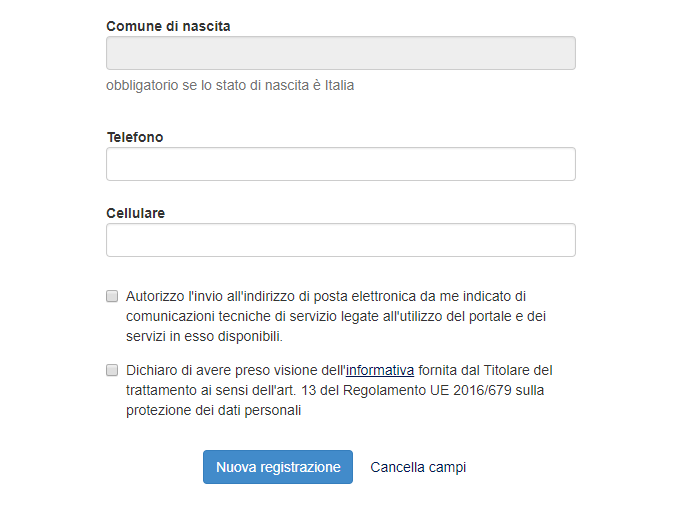 Comune di nascita
obbligatorio se lo stato di nascita è Italia
Telefono
Cellulare
Autorizzo l'invio all'indirizzo di posta elettronica da me indicato di
comunicazioni tecniche di servizio legate all'utilizzo del portale e dei
servizi in esso disponibili.
Dichiaro di avere preso visione dell'informativa fornita dal Titolare del
trattamento ai sensi dell'art. 13 del Regolamento UE 2016/679 sulla
protezione dei dati personali
Nuova registrazione Cancella campi